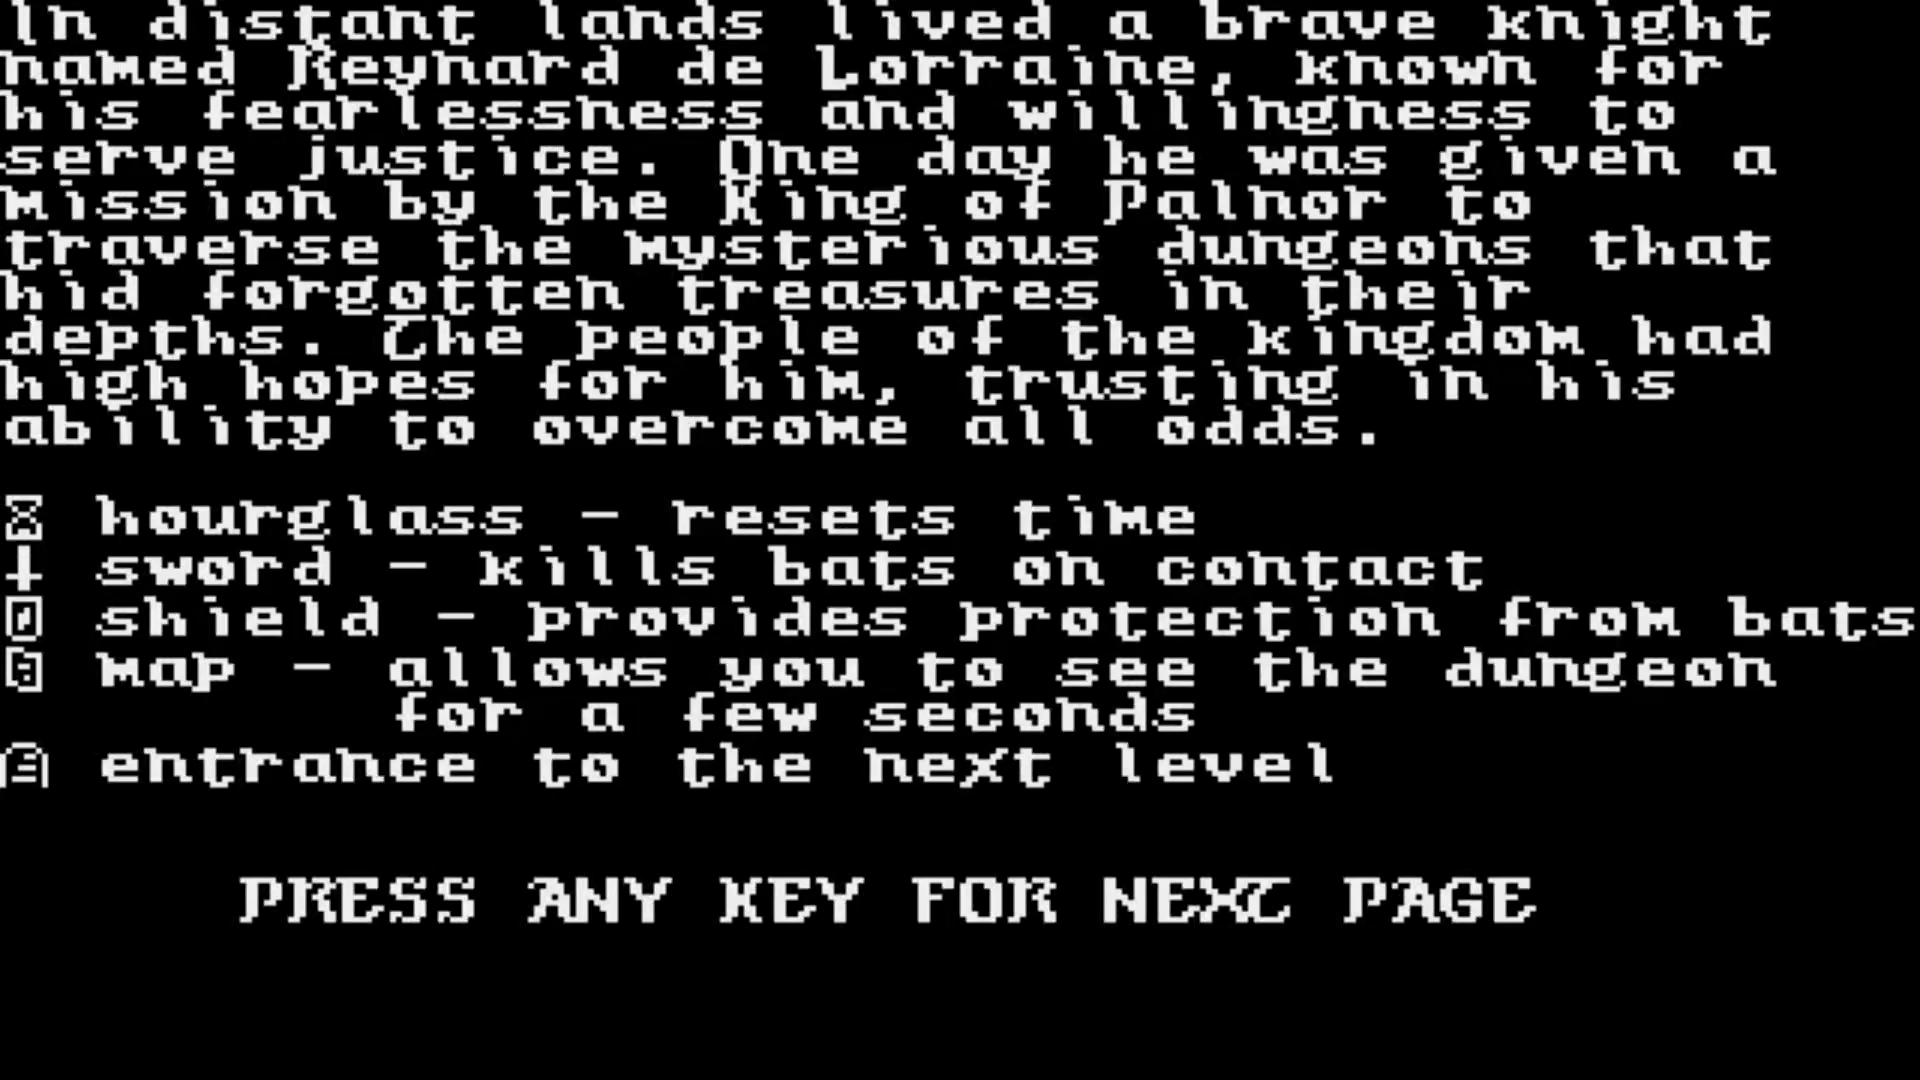 In distant lands lived a brave knight
named Reynard de Lorraine, known for
his fearlessness and willingness to
serve justice. One day he was given a
mission by the King of Palnor to
traverse the mysterious dungeons that
hid forgotten treasures in their
depths. The people of the kingdom had
high hopes for him, trusting in his
ability to overcome all odds.
hourglass – resets time
sword – kills bats on contact
shield – provides protection from bats
map – allows you to see the dungeon
for a few seconds
entrance to the next level
PRESS ANY KEY FOR NEXT PAGE